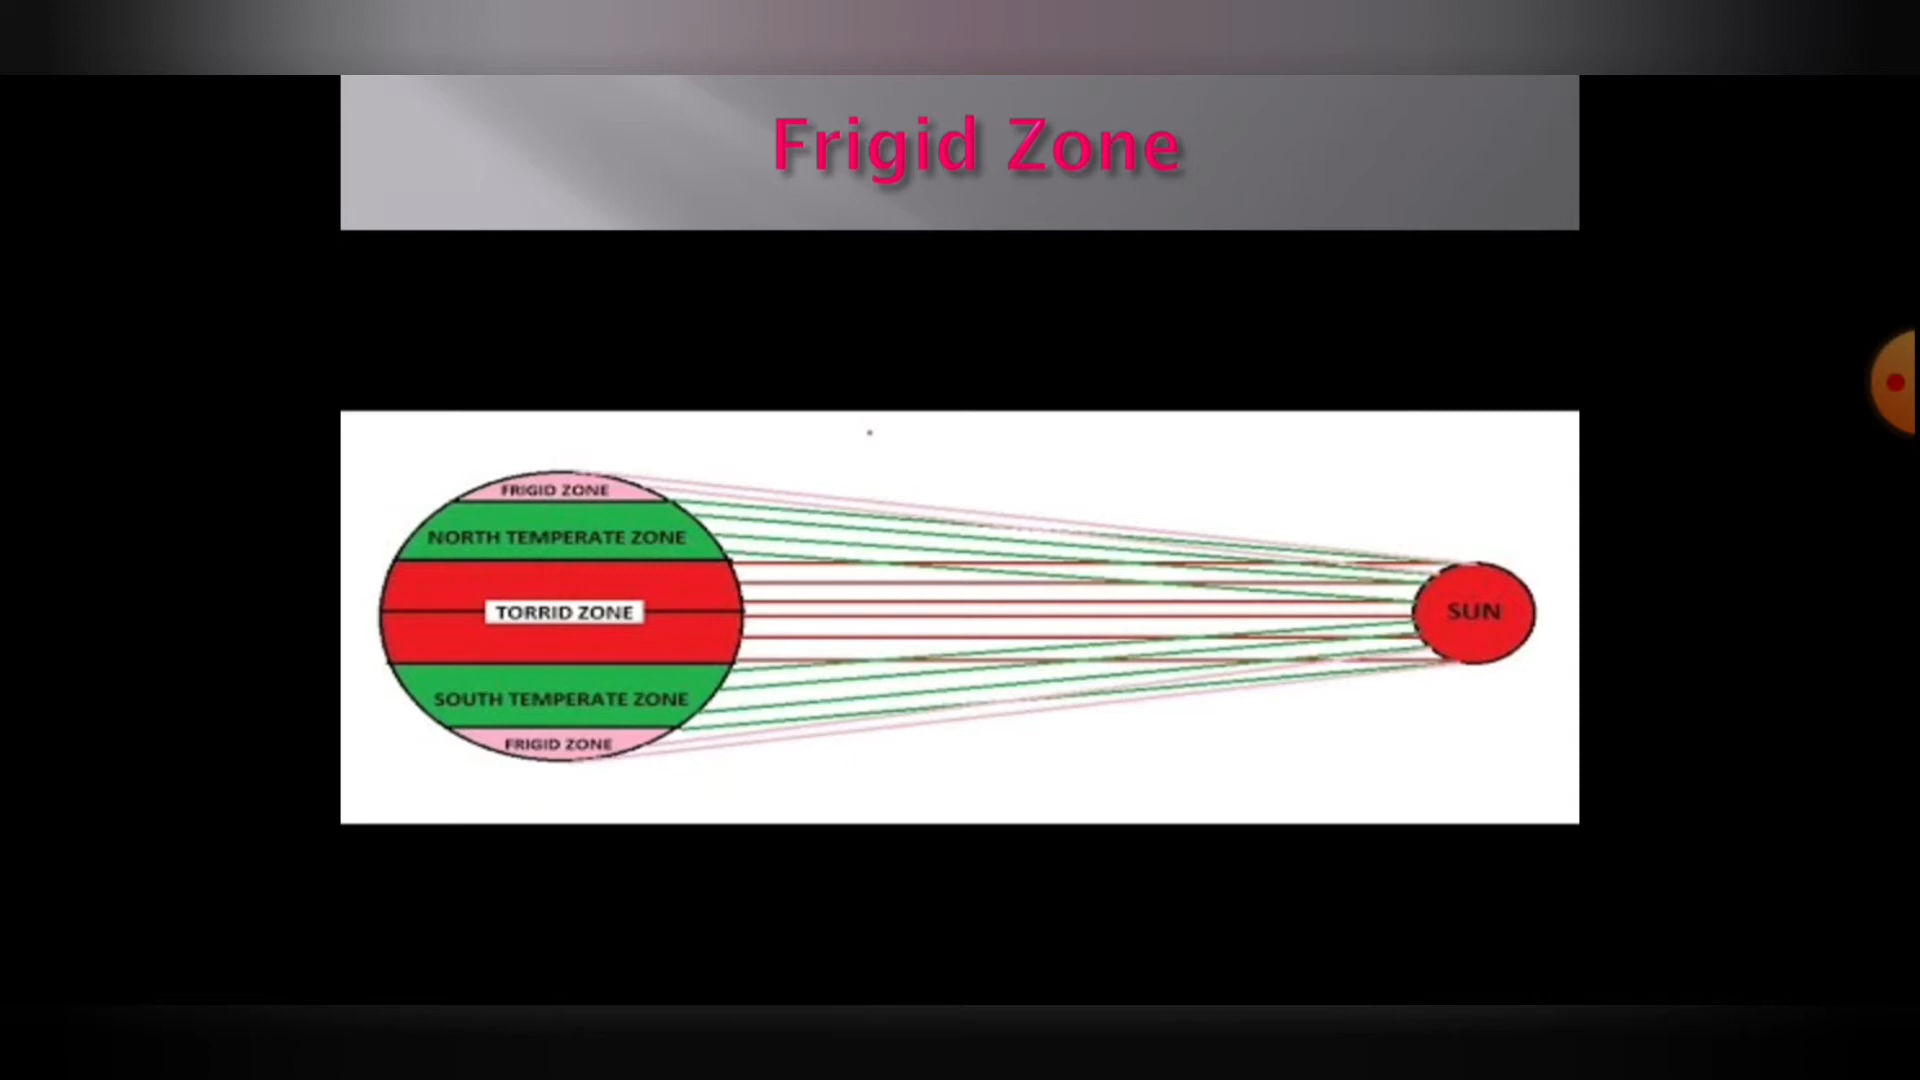 Frigid Zone
FRIGID ZONE
NORTH TEMPERATE ZONE
TORRID ZONE
SUN
SOUTH TEMPERATE ZONE
FRIGID ZONE